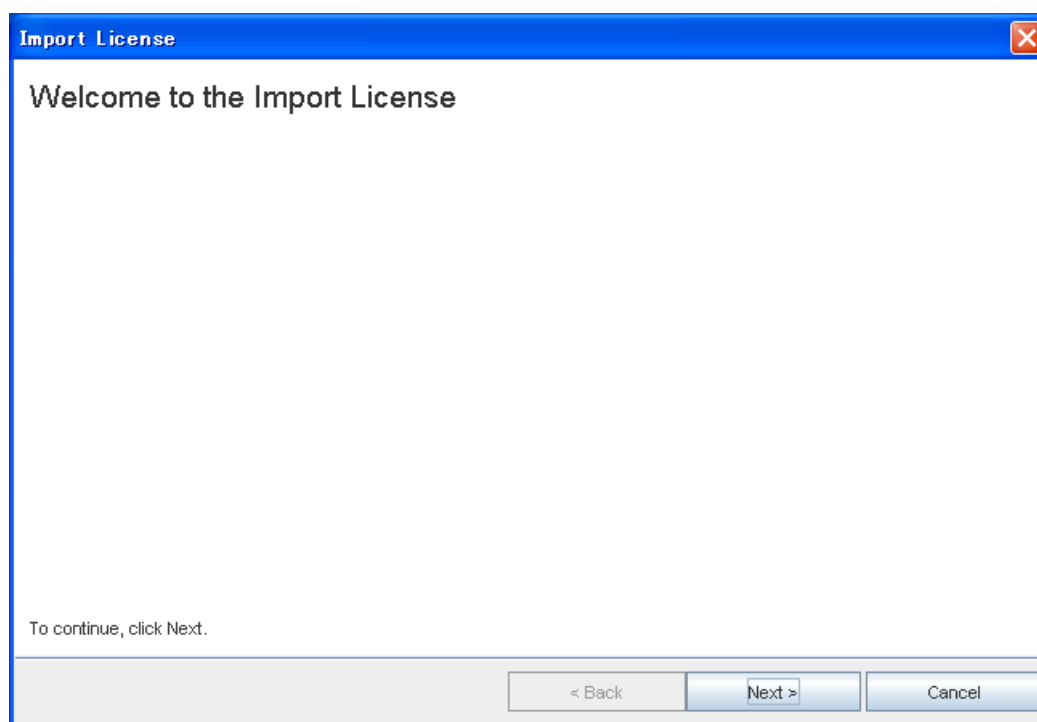 Import License
Welcome to the Import License
To continue, click Next.
< Back
Next >
Cancel